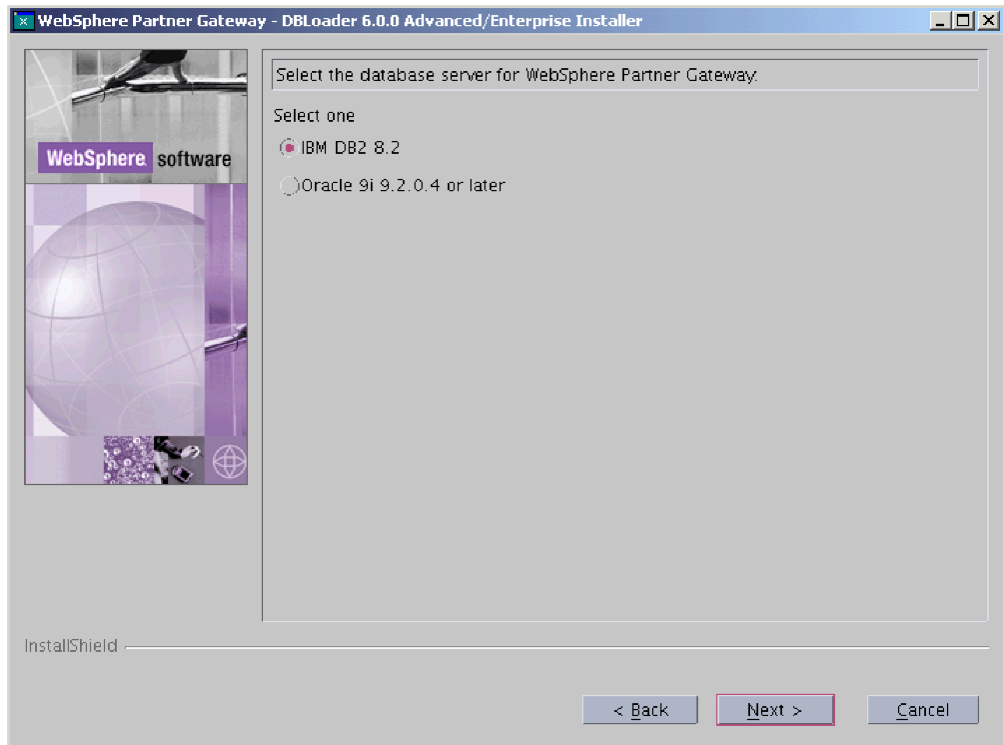 WebSphere Partner Gateway - DBLoader 6.0.0 Advanced/Enterprise Installer
Select the database server for WebSphere Partner Gateway.
Select one
IBM DB2 8.2
Oracle 9i 9.2.0.4 or later
WebSphere. software
InstallShield
< Back
Next >
Cancel